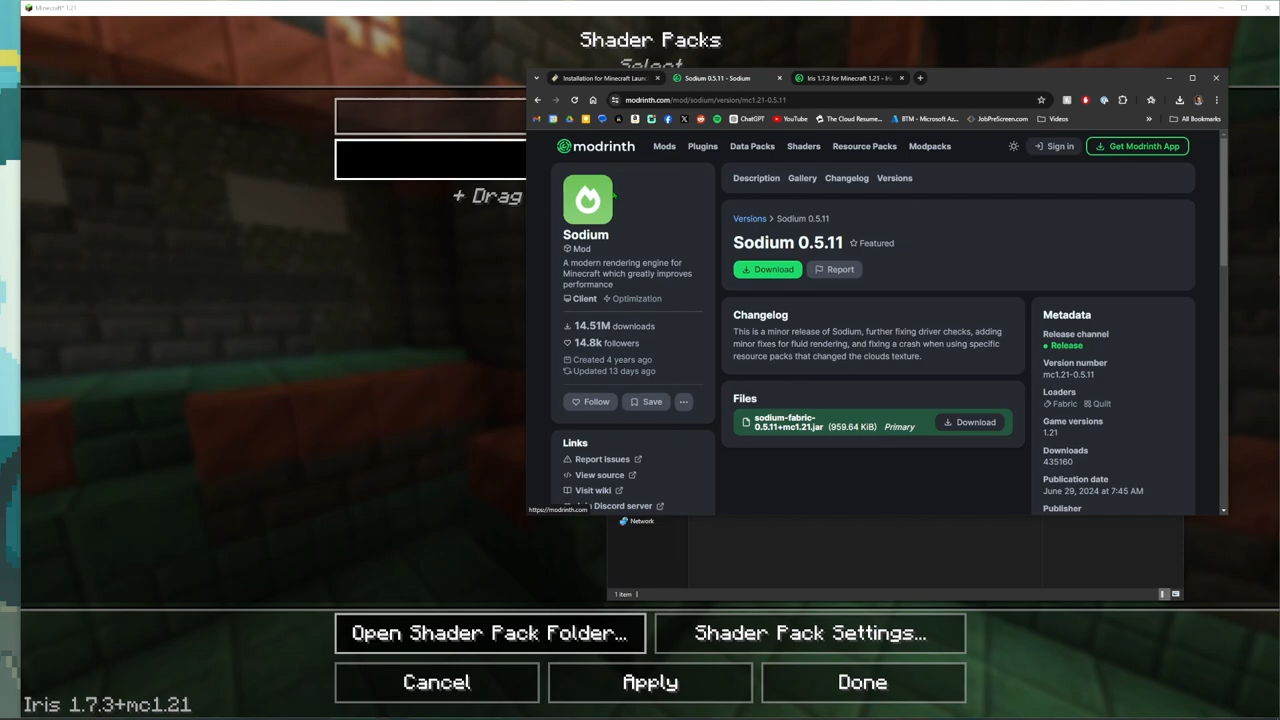 Minecraft* 1.21
Shader Packs
Select
+ Drag
Installation for Minecraft Laun
Sodium 0.5.11 - Sodium
Iris 1.7.3 for Minecraft 1.21 - Iris
modrinth.com/mod/sodium/version/mc1.21-0.5.11
ChatGPT
YouTube
The Cloud Resume...
BTM - Microsoft Az...
JobPreScreen.com
Videos
»
All Bookmarks
modrinth
Mods
Plugins
Data Packs
Shaders
Resource Packs
Modpacks
Sign in
Get Modrinth App
Sodium
Mod
A modern rendering engine for
Minecraft which greatly improves
performance
Client
Optimization
14.51M downloads
14.8k followers
Created 4 years ago
Updated 13 days ago
Follow
Save
Links
Report issues
View source
Visit wiki
Discord server
https://modrinth.com
Description
Gallery
Changelog
Versions
Versions > Sodium 0.5.11
Sodium 0.5.11
Featured
Download
Report
Changelog
This is a minor release of Sodium, further fixing driver checks, adding
minor fixes for fluid rendering, and fixing a crash when using specific
resource packs that changed the clouds texture.
Files
sodium-fabric-
0.5.11+mc1.21.jar (959.64 KiB) Primary
Download
Metadata
Release channel
Release
Version number
mc1.21-0.5.11
Loaders
Fabric
Quilt
Game versions
1.21
Downloads
435160
Publication date
June 29, 2024 at 7:45 AM
Publisher
Network
1 item
Open Shader Pack Folder...
Shader Pack Settings...
Cancel
Apply
Done
Iris 1.7.3+mc1.21